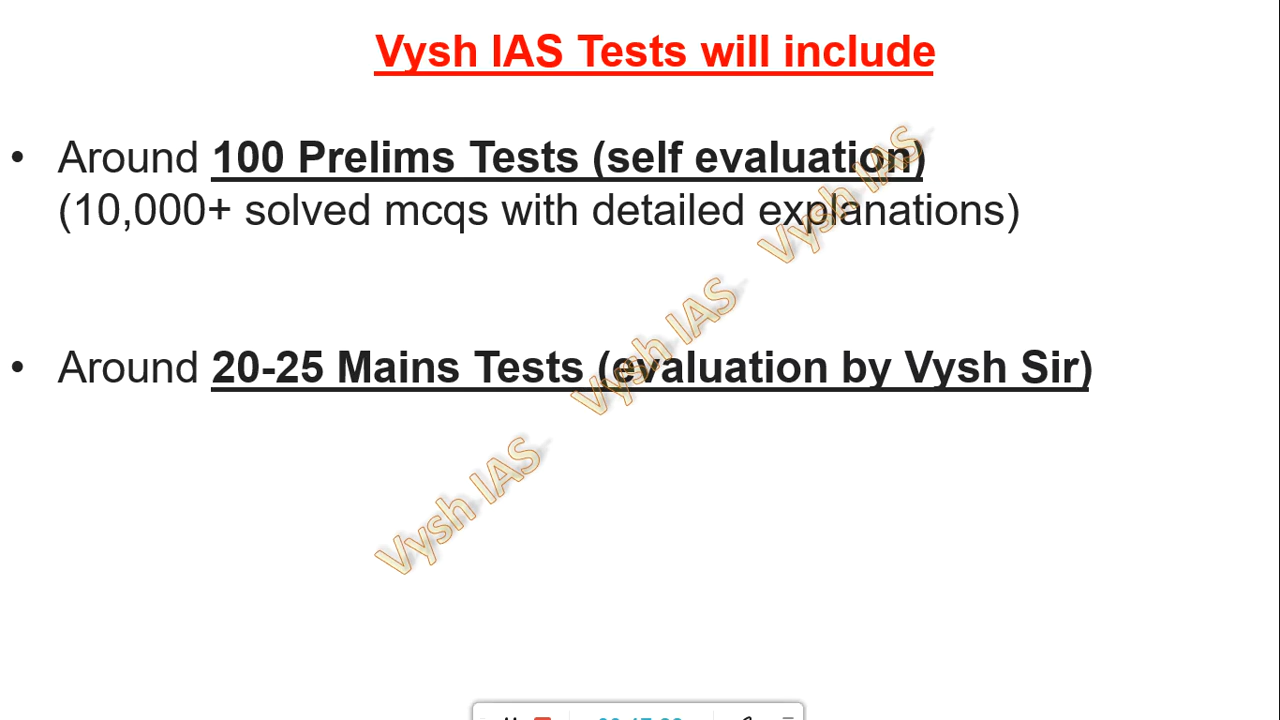 Vysh IAS Tests will include
• Around 100 Prelims Tests (self evaluation)
(10,000+ solved mcqs with detailed explanations)
• Around 20-25 Mains Tests (evaluation by Vysh Sir)
Vysh IAS
Vysh IAS
Vysh IAS